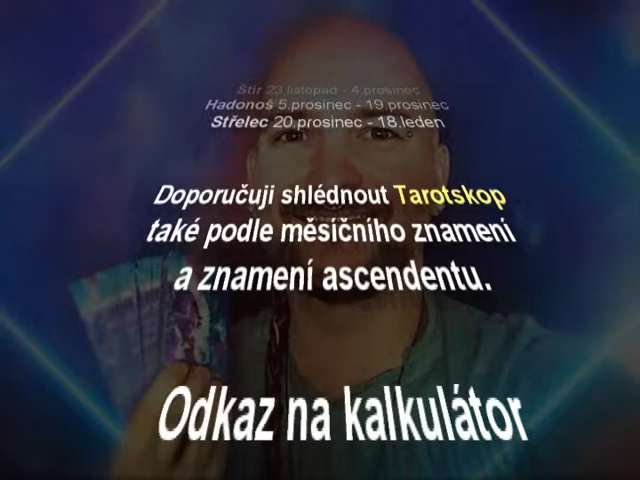 Štír 23.listopad - 4.prosinec
Hadonoš 5.prosinec - 19.prosinec
Střelec 20.prosinec - 18.leden
Doporučuji shlédnout Tarotskop
také podle měsíčního znamení
a znamení ascendentu.
Odkaz na kalkulátor